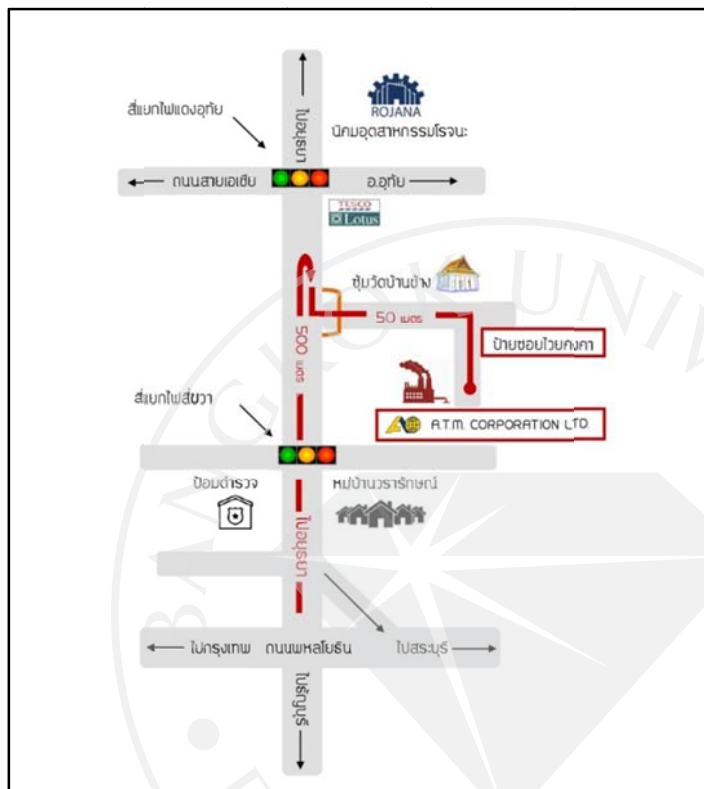 ไปอยุธยา
ROJANA
นิคมอุตสาหกรรมโรจนะ
สี่แยกไฟแดงอุทัย
ถนนสายเอเซีย
อ.อุทัย
TESCO
Lotus
ซุ้มวัดบ้านช้าง
50 เมตร
500 เมตร
ป้ายซอยไวยคงคา
A.T.M. CORPORATION LTD.
สี่แยกไฟสี่ขวา
ป้อมตำรวจ
หมู่บ้านวรารักษณ์
ไปอยุธยา
ไปกรุงเทพ
ถนนพหลโยธิน
ไปสระบุรี
ไปธัญบุรี
BANGKOK UNI